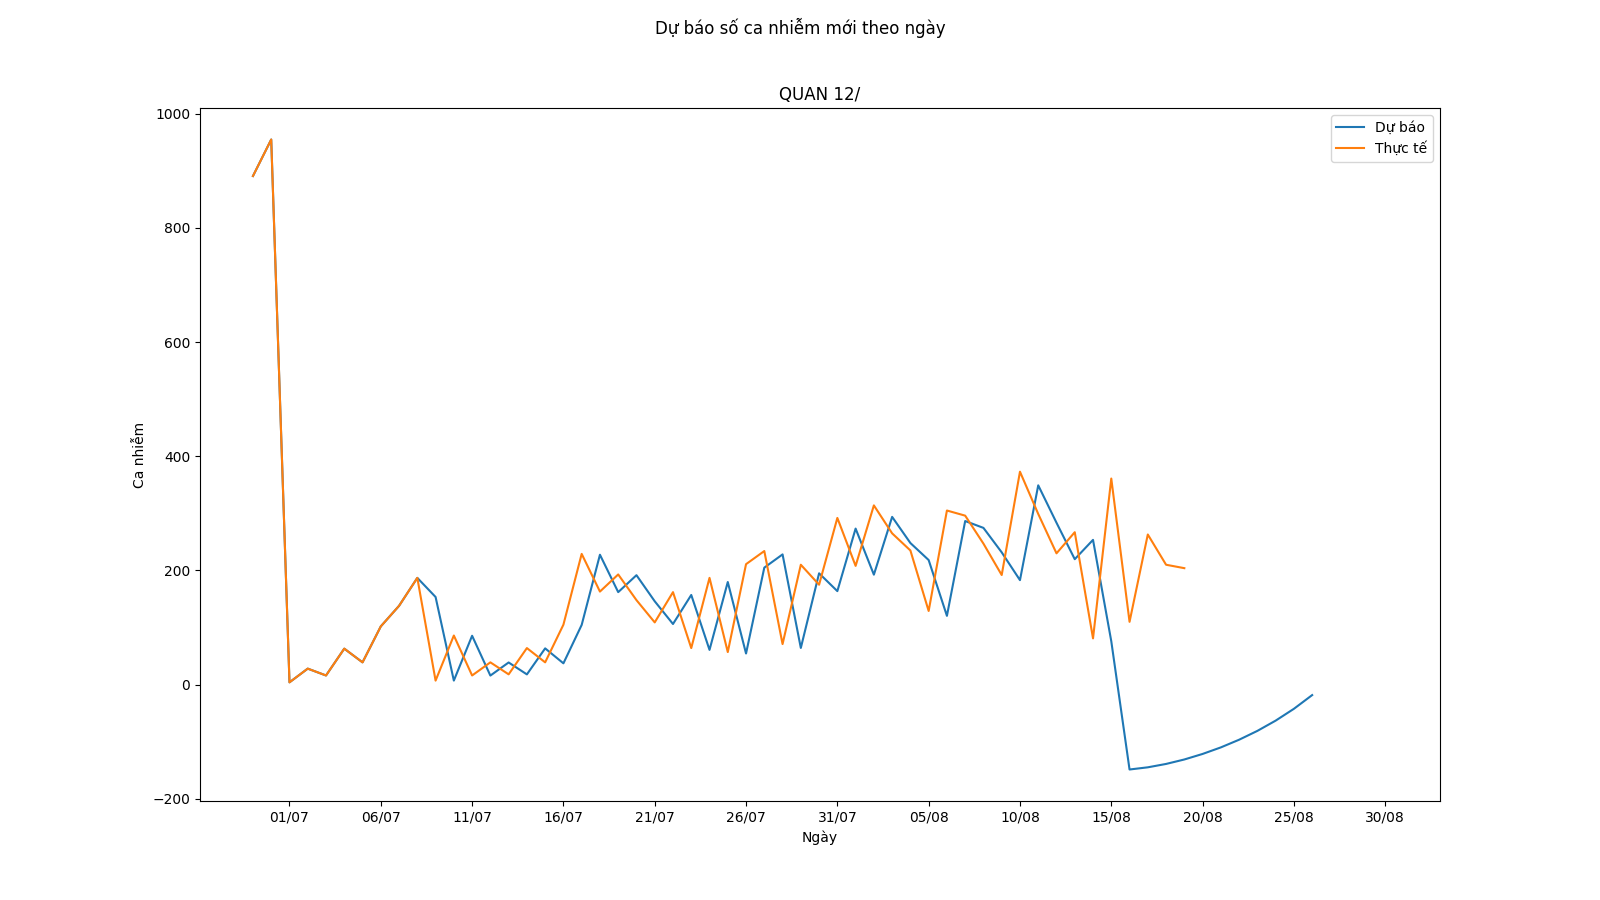 Dự báo số ca nhiễm mới theo ngày
QUAN 12/
1000
800
600
400
200
0
−200
Ca nhiễm
Dự báo
Thực tế
01/07 06/07 11/07 16/07 21/07 26/07 31/07 05/08 10/08 15/08 20/08 25/08 30/08
Ngày